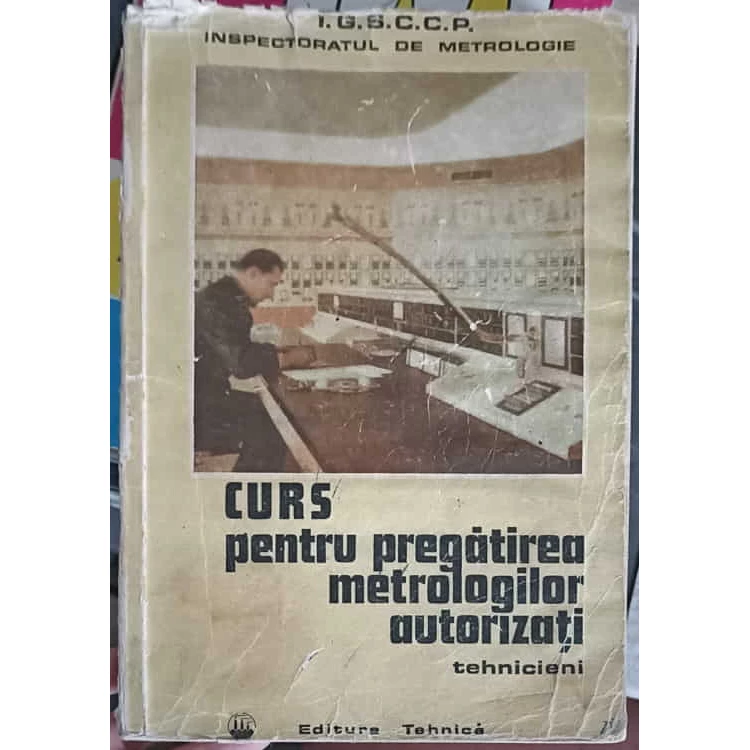 I.G.S.C.C.P.
INSPECTORATUL DE METROLOGIE
CURS
pentru pregătirea
metrologilor
autorizați
tehnicieni
Editura Tehnică